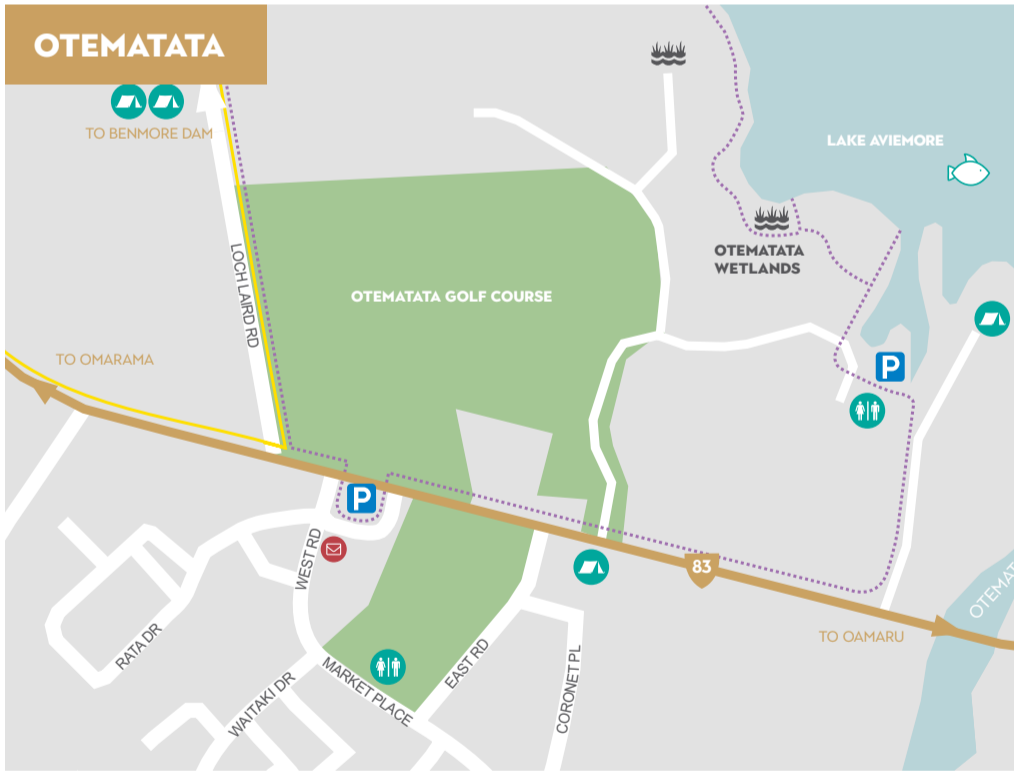 OTEMATATA
TO BENMORE DAM
LAKE AVIEMORE
OTEMATATA
WETLANDS
LOCH LAIRD RD
OTEMATATA GOLF COURSE
TO OMARAMA
P
P
WEST RD
83
OTEMAT
TO OAMARU
RATA DR
EAST RD
MARKET PLACE
WAITAKI DR
CORONET PL